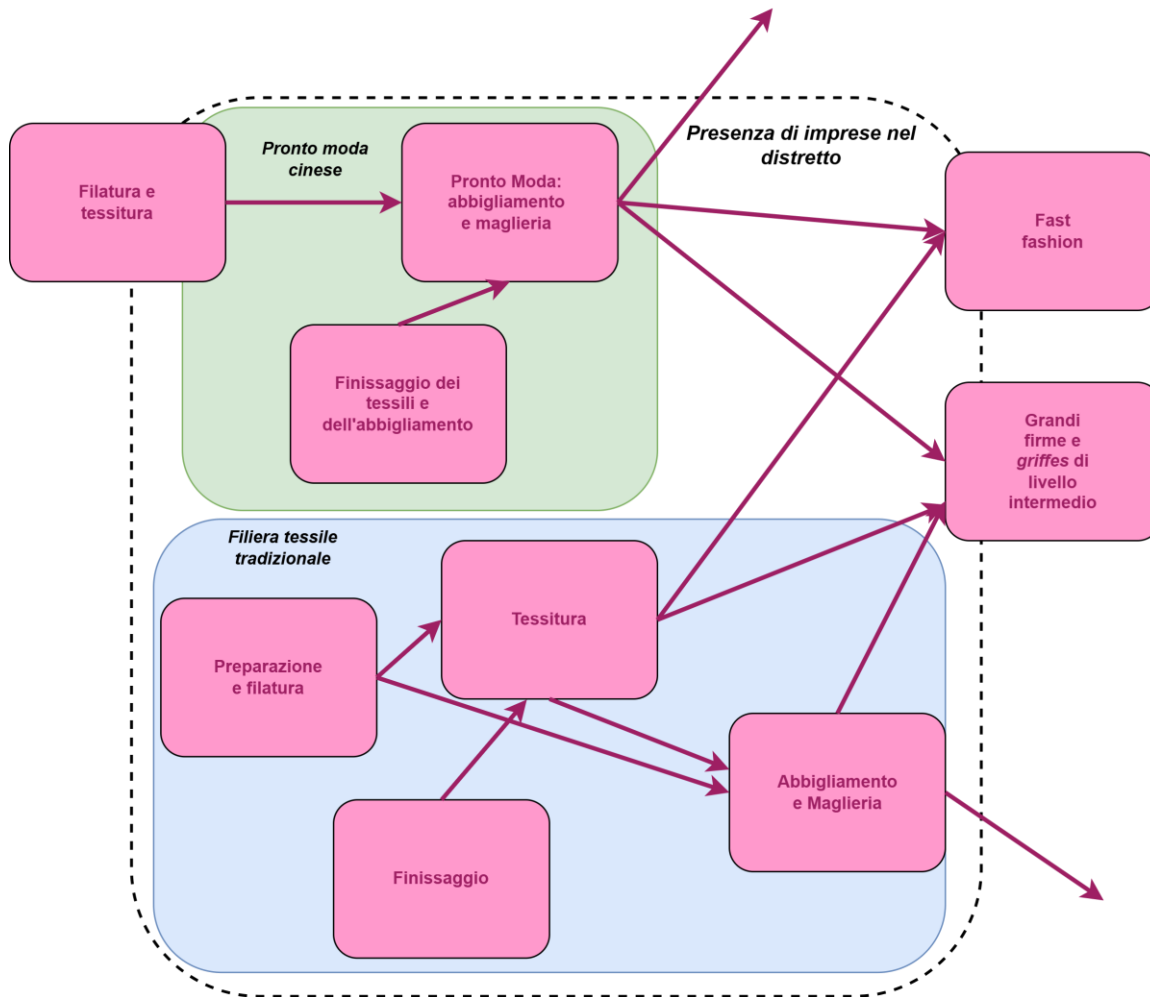 Presenza di imprese nel
distretto
Pronto moda
cinese
Filatura e
tessitura
Pronto Moda:
abbigliamento
e maglieria
Fast
fashion
Finissaggio dei
tessili e
dell'abbigliamento
Grandi
firme e
griffes di
livello
intermedio
Filiera tessile
tradizionale
Tessitura
Preparazione
e filatura
Abbigliamento
e Maglieria
Finissaggio